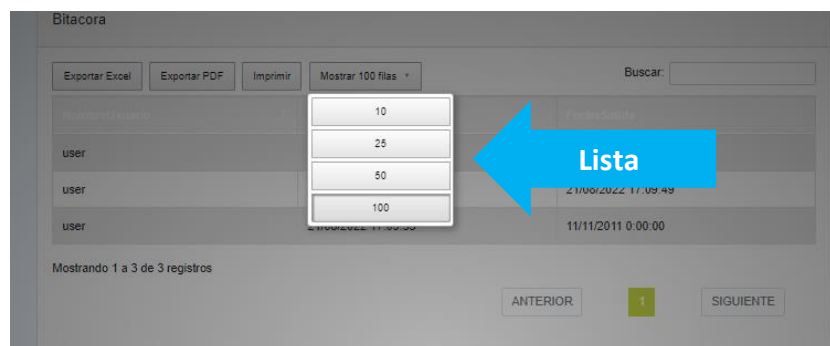 Bitacora
Exportar Excel Exportar PDF Imprimir Mostrar 100 filas Buscar:
10
25
50
100
Lista
user
user 21/08/2022 17:09:49
user 11/11/2011 0:00:00
Mostrando 1 a 3 de 3 registros
ANTERIOR 1 SIGUIENTE